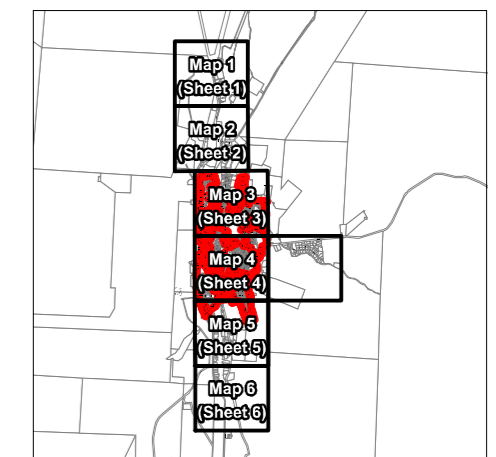 Map 1
(Sheet 1)
Map 2
(Sheet 2)
Map 3
(Sheet 3)
Map 4
(Sheet 4)
Map 5
(Sheet 5)
Map 6
(Sheet 6)